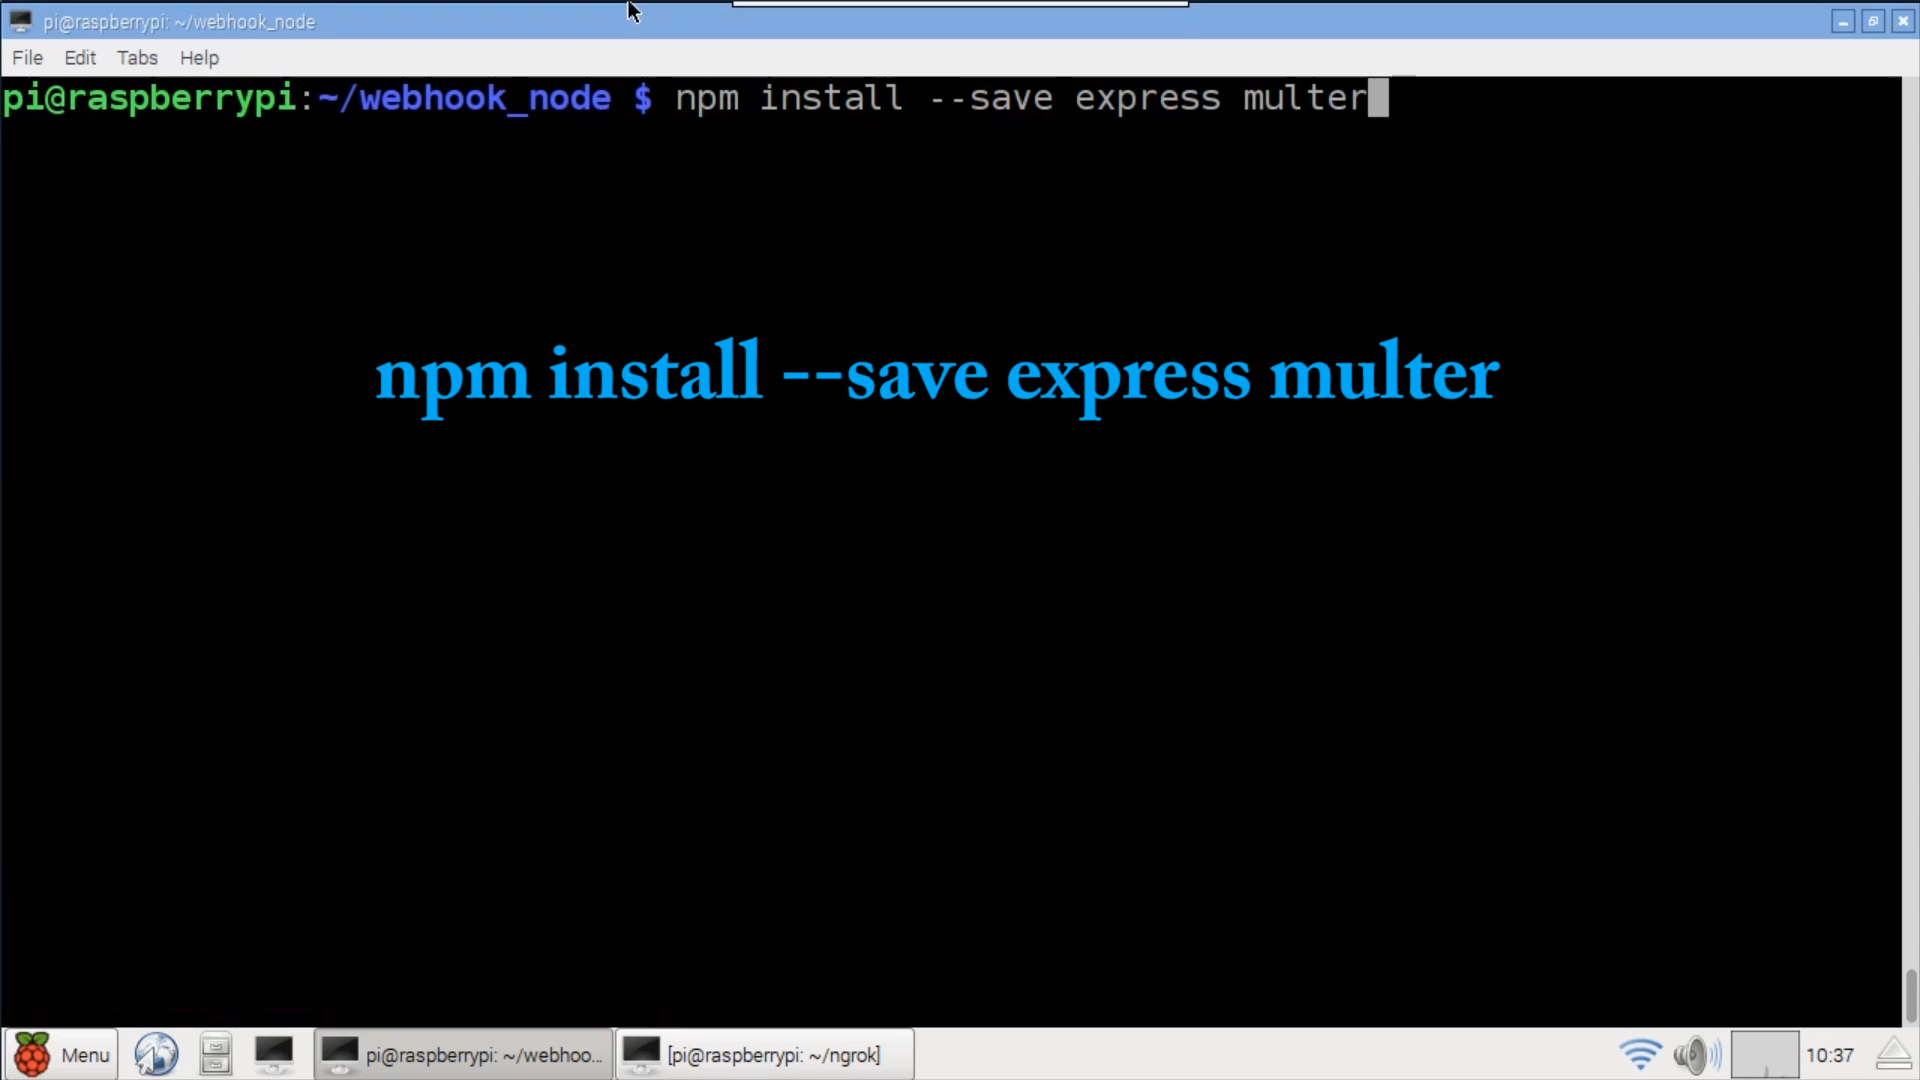 pi@raspberrypi: ~/webhook_node
File Edit Tabs Help
pi@raspberrypi:~/webhook_node $ npm install --save express multer
npm install --save express multer
Menu pi@raspberrypi: ~/webhoo... [pi@raspberrypi: ~/ngrok] 10:37